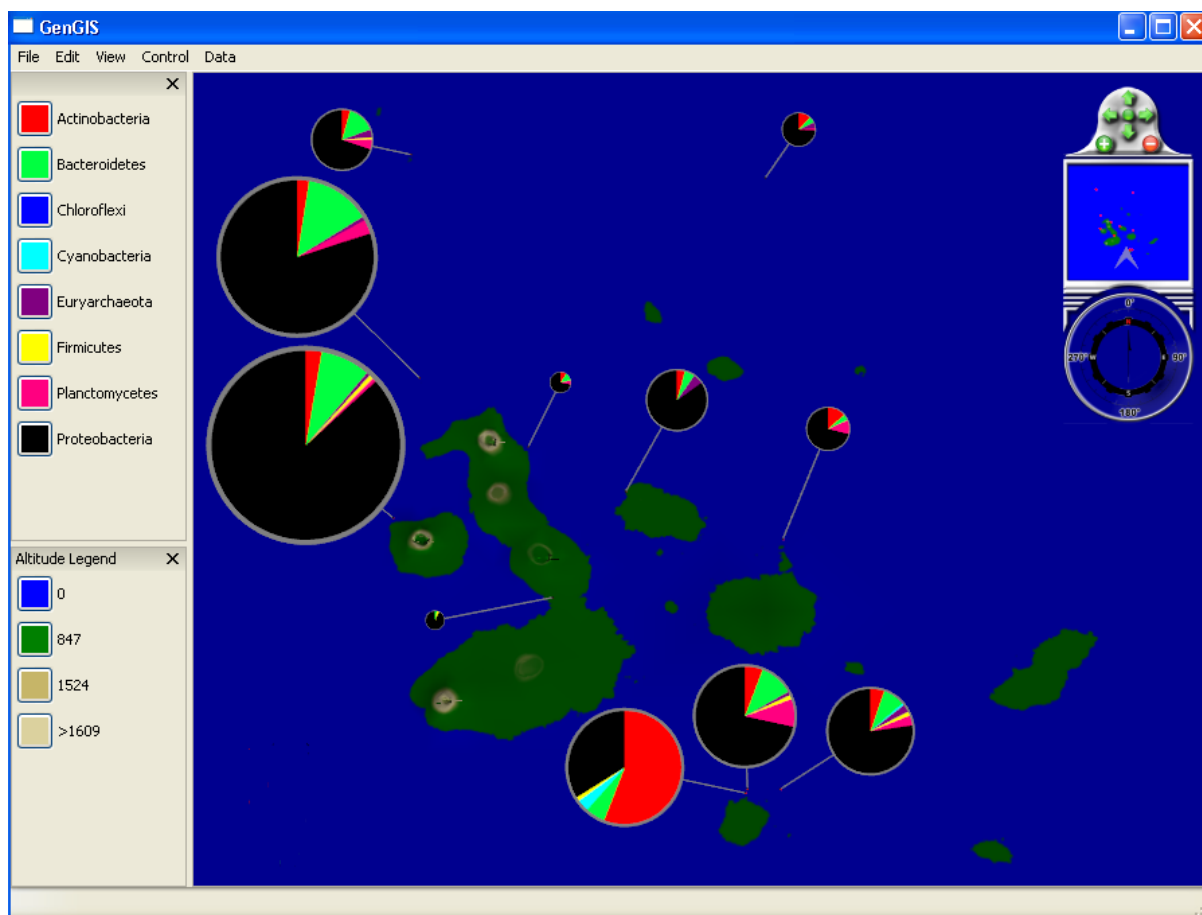 GenGIS
File Edit View Control Data
Actinobacteria
Bacteroidetes
Chloroflexi
Cyanobacteria
Euryarchaeota
Firmicutes
Planctomycetes
Proteobacteria
Altitude Legend
0
847
1524
>1609
0°
270°
90°
180°